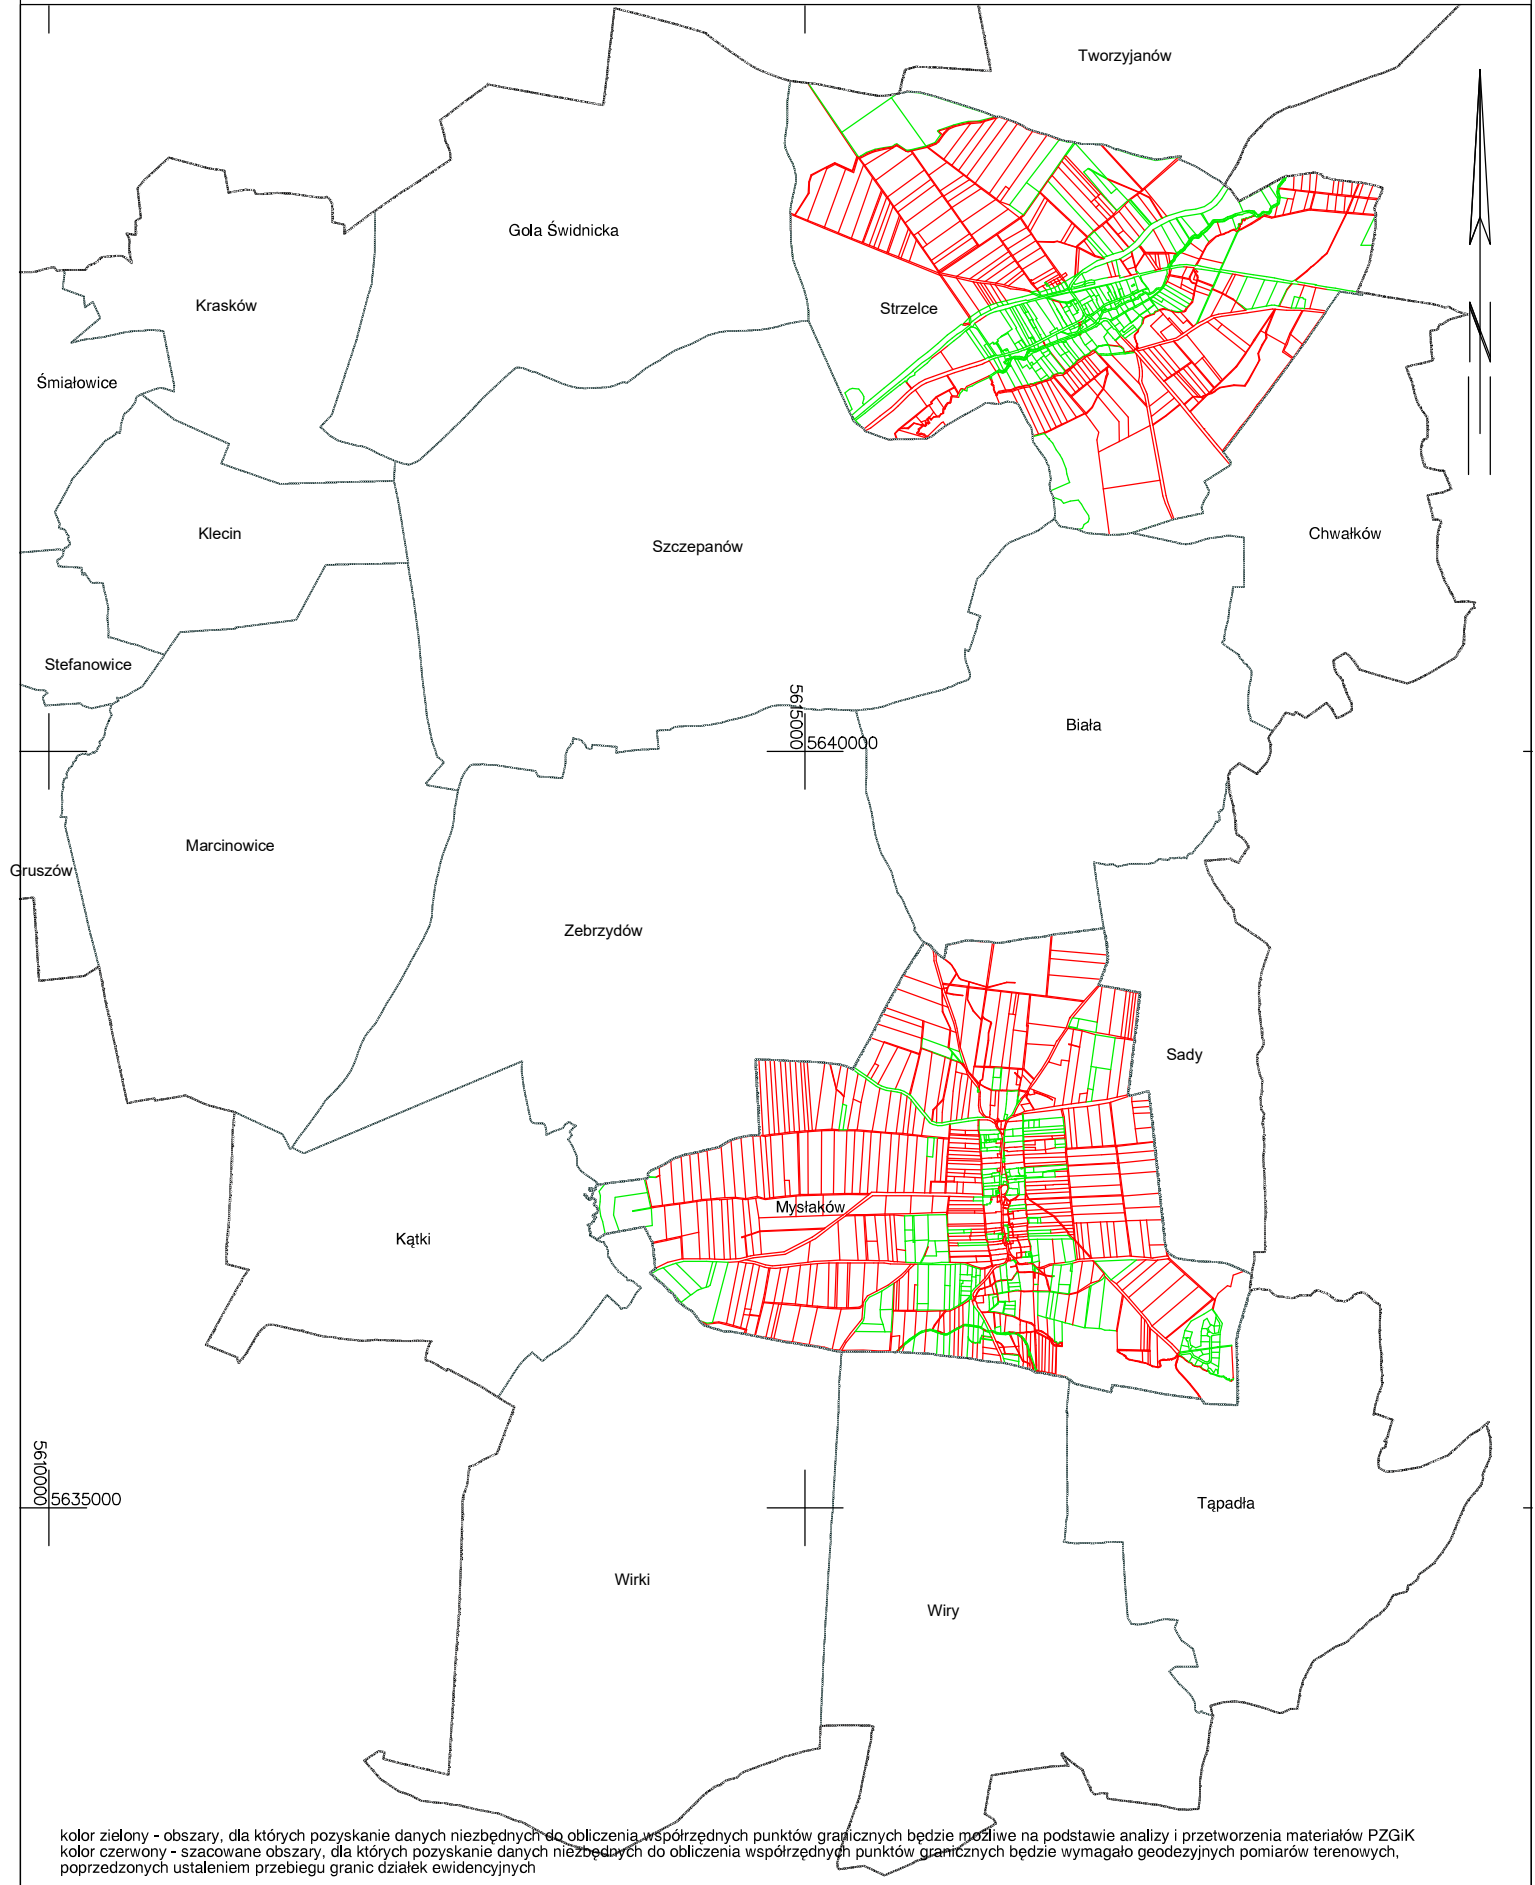 Tworzyjanów
Gola Świdnicka
Krasków
Strzelce
Śmiałowice
Klecin
Szczepanów
Chwałków
Stefanowice
5615000
5640000
Biała
Marcinowice
Gruszów
Zebrzydów
Sady
Mysłaków
Kątki
5610000
5635000
Tąpadła
Wirki
Wiry
kolor zielony - obszary, dla których pozyskanie danych niezbędnych do obliczenia współrzędnych punktów granicznych będzie możliwe na podstawie analizy i przetworzenia materiałów PZGiK
kolor czerwony - szacowane obszary, dla których pozyskanie danych niezbędnych do obliczenia współrzędnych punktów granicznych będzie wymagało geodezyjnych pomiarów terenowych,
poprzedzonych ustaleniem przebiegu granic działek ewidencyjnych